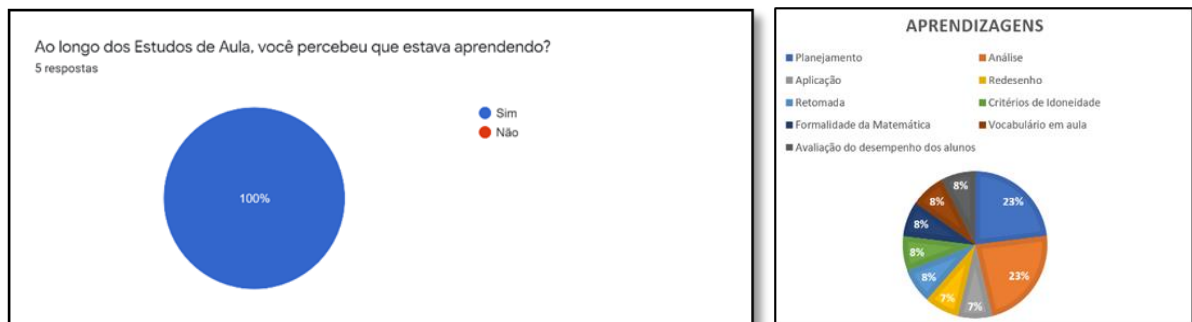 Ao longo dos Estudos de Aula, você percebeu que estava aprendendo?
5 respostas
Sim
Não
100%
APRENDIZAGENS
Planejamento
Análise
Aplicação
Redesenho
Retomada
Critérios de Idoneidade
Formalidade da Matemática
Vocabulário em aula
Avaliação do desempenho dos alunos
23%
23%
7%
7%
8%
8%
8%
8%
8%